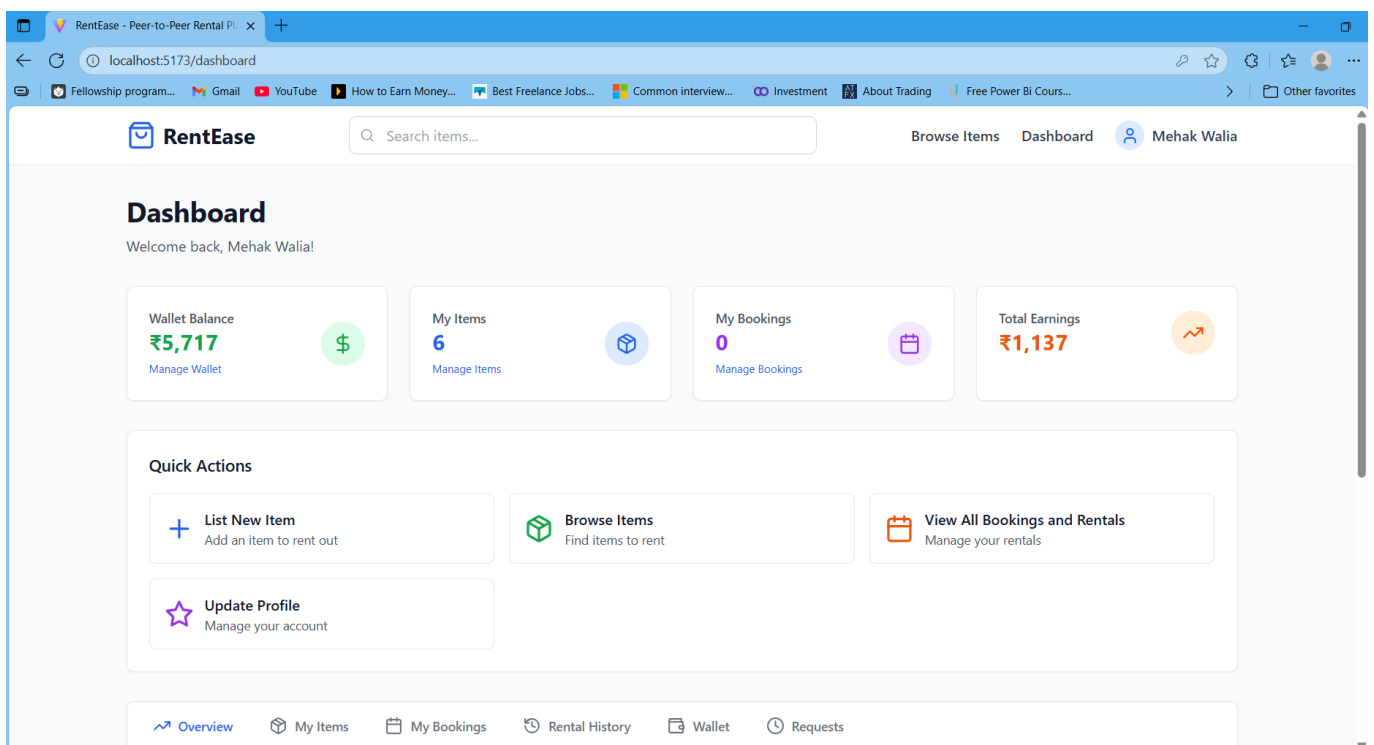 RentEase - Peer-to-Peer Rental Pl
localhost:5173/dashboard
Fellowship program... Gmail YouTube How to Earn Money... Best Freelance Jobs... Common interview... Investment About Trading Free Power Bi Cours... Other favorites
RentEase Search items... Browse Items Dashboard Mehak Walia
Dashboard
Welcome back, Mehak Walia!
Wallet Balance
₹5,717
Manage Wallet
My Items
6
Manage Items
My Bookings
0
Manage Bookings
Total Earnings
₹1,137
Quick Actions
List New Item
Add an item to rent out
Browse Items
Find items to rent
View All Bookings and Rentals
Manage your rentals
Update Profile
Manage your account
Overview My Items My Bookings Rental History Wallet Requests